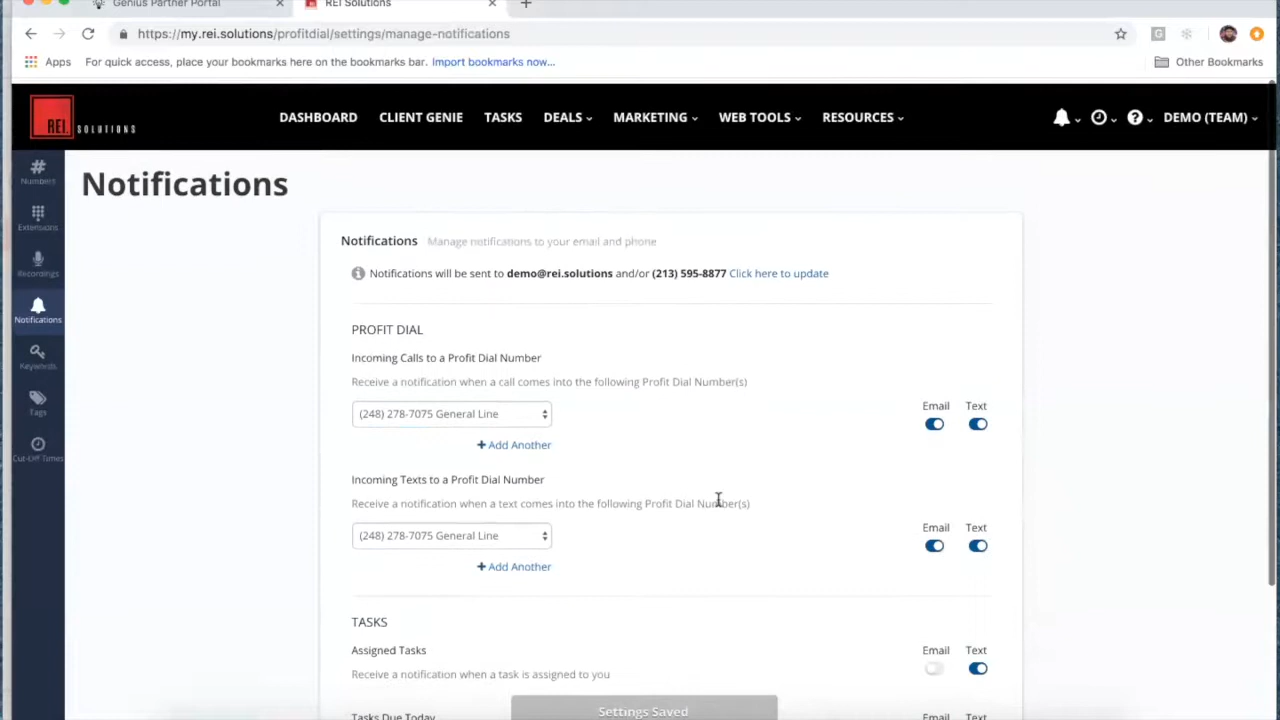 Genius Partner Portal
REI Solutions
https://my.rei.solutions/profitdial/settings/manage-notifications
Apps For quick access, place your bookmarks here on the bookmarks bar. Import bookmarks now... Other Bookmarks
REI SOLUTIONS
DASHBOARD CLIENT GENIE TASKS DEALS MARKETING WEB TOOLS RESOURCES DEMO (TEAM)
Numbers
Extensions
Recordings
Notifications
Keywords
Tags
Cut-Off Times
Notifications
Notifications Manage notifications to your email and phone
Notifications will be sent to demo@rei.solutions and/or (213) 595-8877 Click here to update
PROFIT DIAL
Incoming Calls to a Profit Dial Number
Receive a notification when a call comes into the following Profit Dial Number(s)
Email Text
(248) 278-7075 General Line
+ Add Another
Incoming Texts to a Profit Dial Number
Receive a notification when a text comes into the following Profit Dial Number(s)
Email Text
(248) 278-7075 General Line
+ Add Another
TASKS
Assigned Tasks Email Text
Receive a notification when a task is assigned to you
Settings Saved
Tasks Due Today Email Text